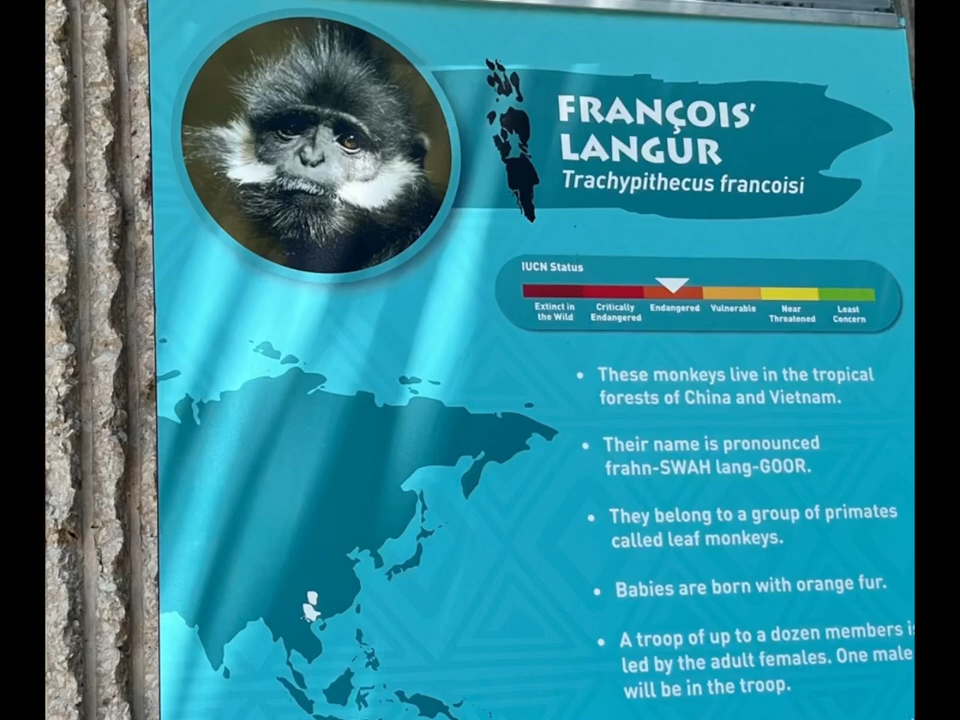 FRANÇOIS'
LANGUR
Trachypithecus francoisi
IUCN Status
Extinct in
the Wild
Critically
Endangered
Endangered
Vulnerable
Near
Threatened
Least
Concern
• These monkeys live in the tropical
forests of China and Vietnam.
• Their name is pronounced
frahn-SWAH lang-GOOR.
• They belong to a group of primates
called leaf monkeys.
• Babies are born with orange fur.
• A troop of up to a dozen members is
led by the adult females. One male
will be in the troop.